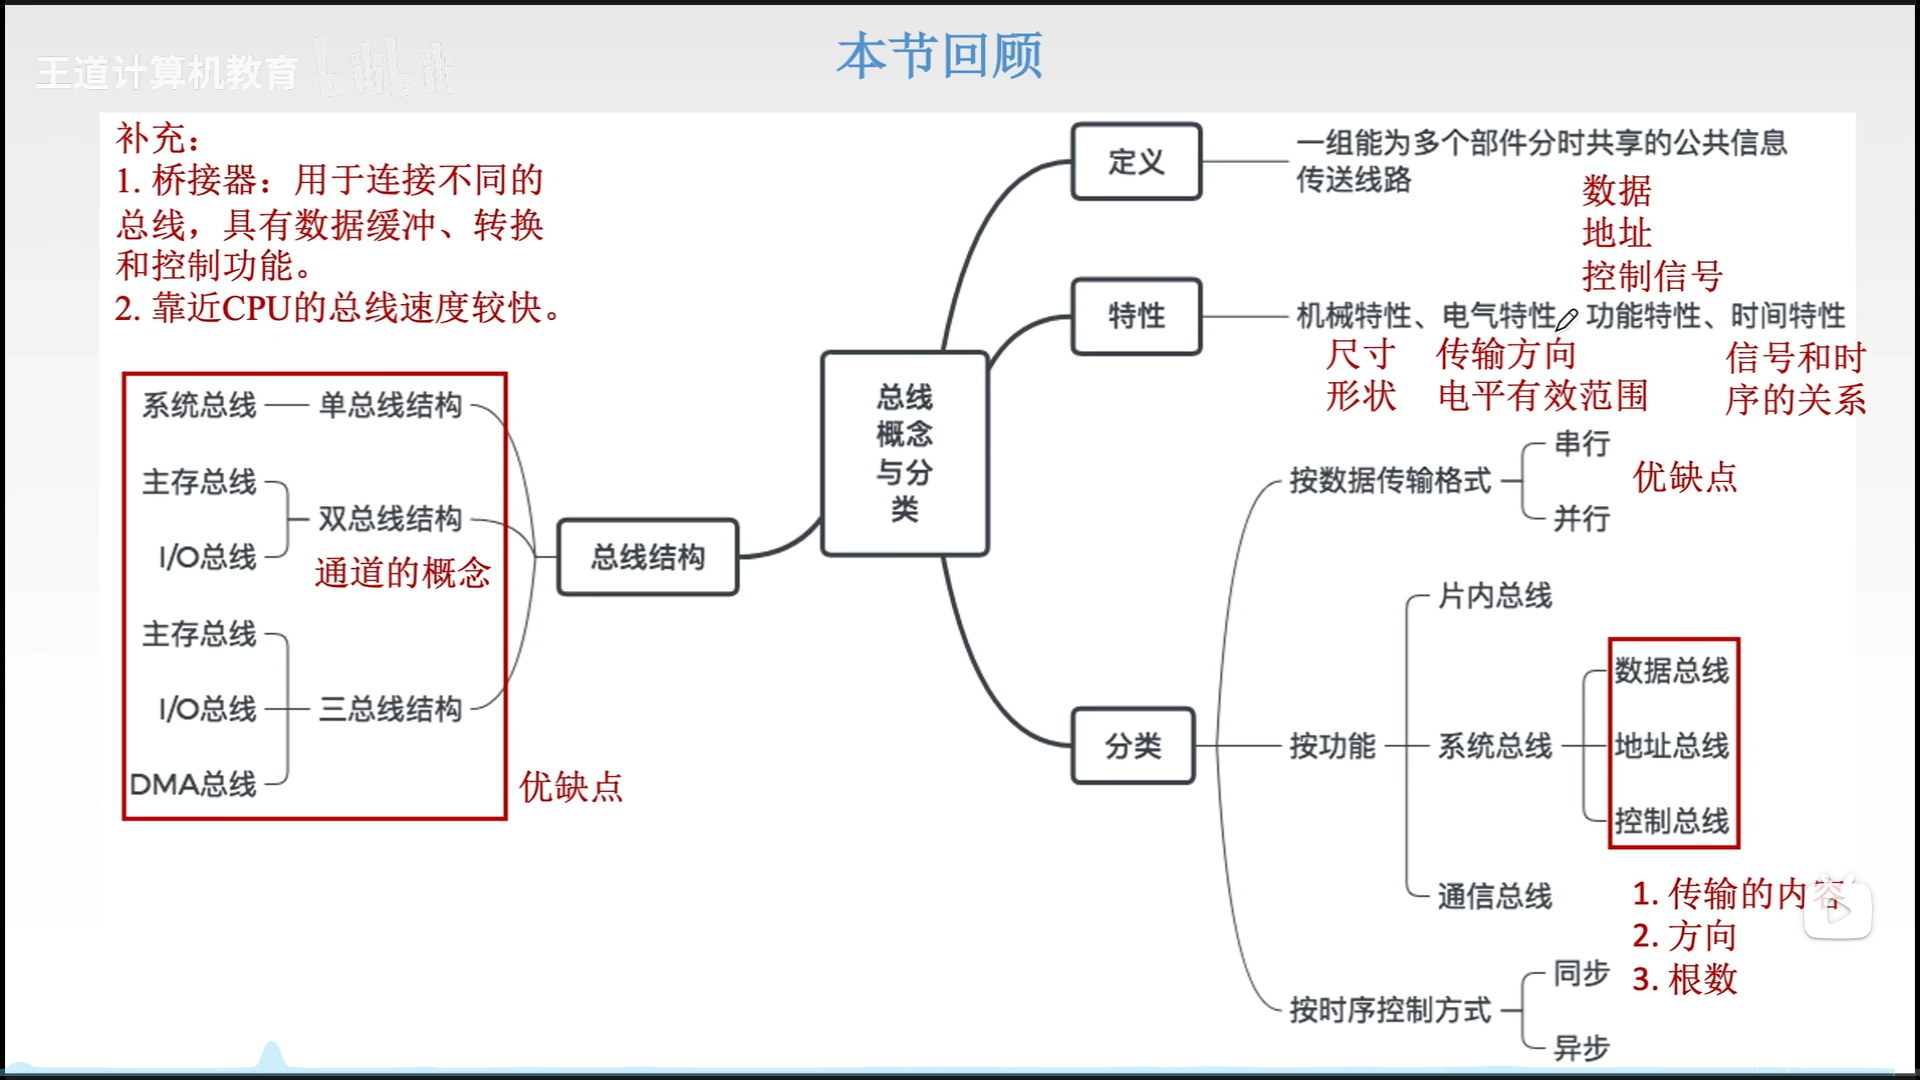 本节回顾
王道计算机教育 bilibili
补充：
1. 桥接器：用于连接不同的
总线，具有数据缓冲、转换
和控制功能。
2. 靠近CPU的总线速度较快。
系统总线
单总线结构
主存总线
双总线结构
I/O总线
通道的概念
主存总线
I/O总线
三总线结构
DMA总线
优缺点
总线结构
总线
概念
与分
类
定义
一组能为多个部件分时共享的公共信息
传送线路
数据
地址
控制信号
特性
机械特性、电气特性、功能特性、时间特性
尺寸
形状
传输方向
电平有效范围
信号和时
序的关系
分类
按数据传输格式
串行
并行
优缺点
按功能
片内总线
系统总线
数据总线
地址总线
控制总线
通信总线
1. 传输的内容
2. 方向
3. 根数
按时序控制方式
同步
异步